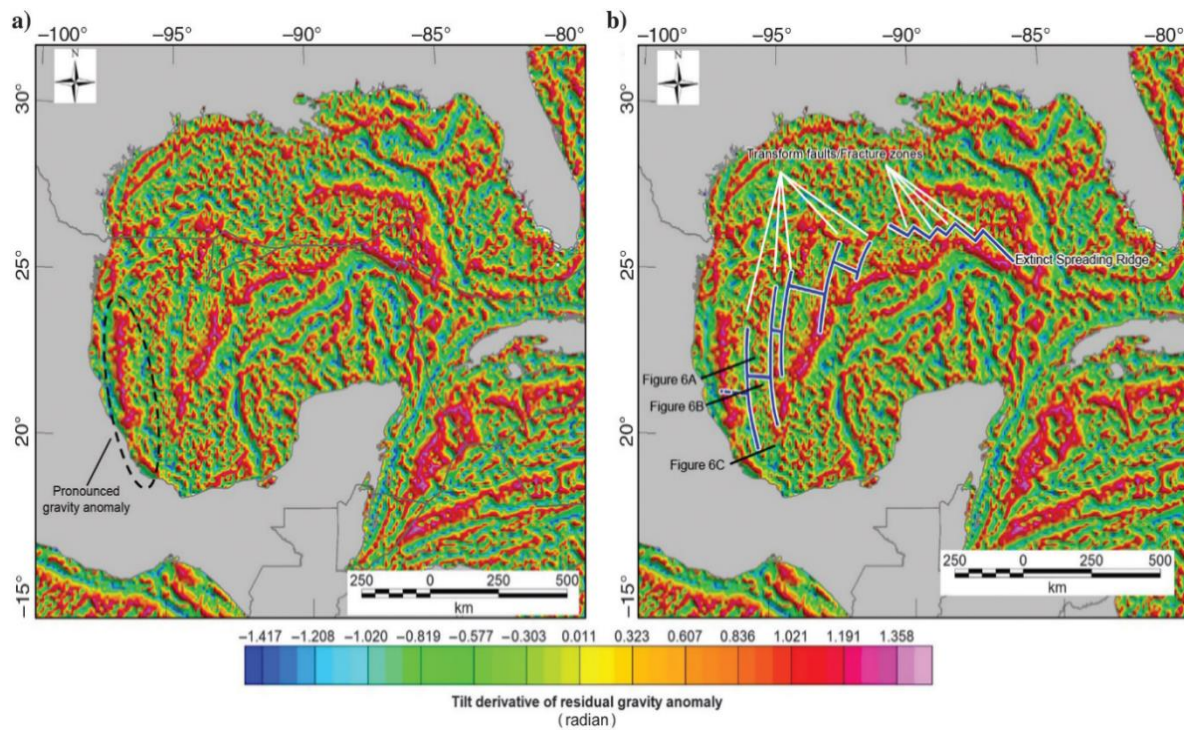 a)
−100° −95° −90° −85° −80°
N
30°
25°
20°
−15°
Pronounced
gravity anomaly
250 0 250 500
km
b)
−100° −95° −90° −85° −80°
N
30°
25°
20°
−15°
Transform faults/Fracture zones
Extinct Spreading Ridge
Figure 6A
Figure 6B
Figure 6C
250 0 250 500
km
−1.417 −1.208 −1.020 −0.819 −0.577 −0.303 0.011 0.323 0.607 0.836 1.021 1.191 1.358
Tilt derivative of residual gravity anomaly
(radian)